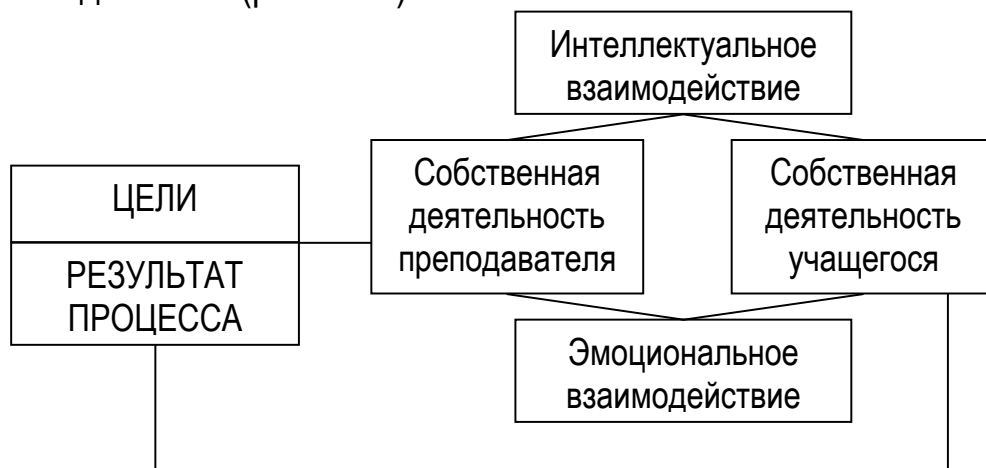 Интеллектуальное
взаимодействие
ЦЕЛИ
РЕЗУЛЬТАТ
ПРОЦЕССА
Собственная
деятельность
преподавателя
Собственная
деятельность
учащегося
Эмоциональное
взаимодействие